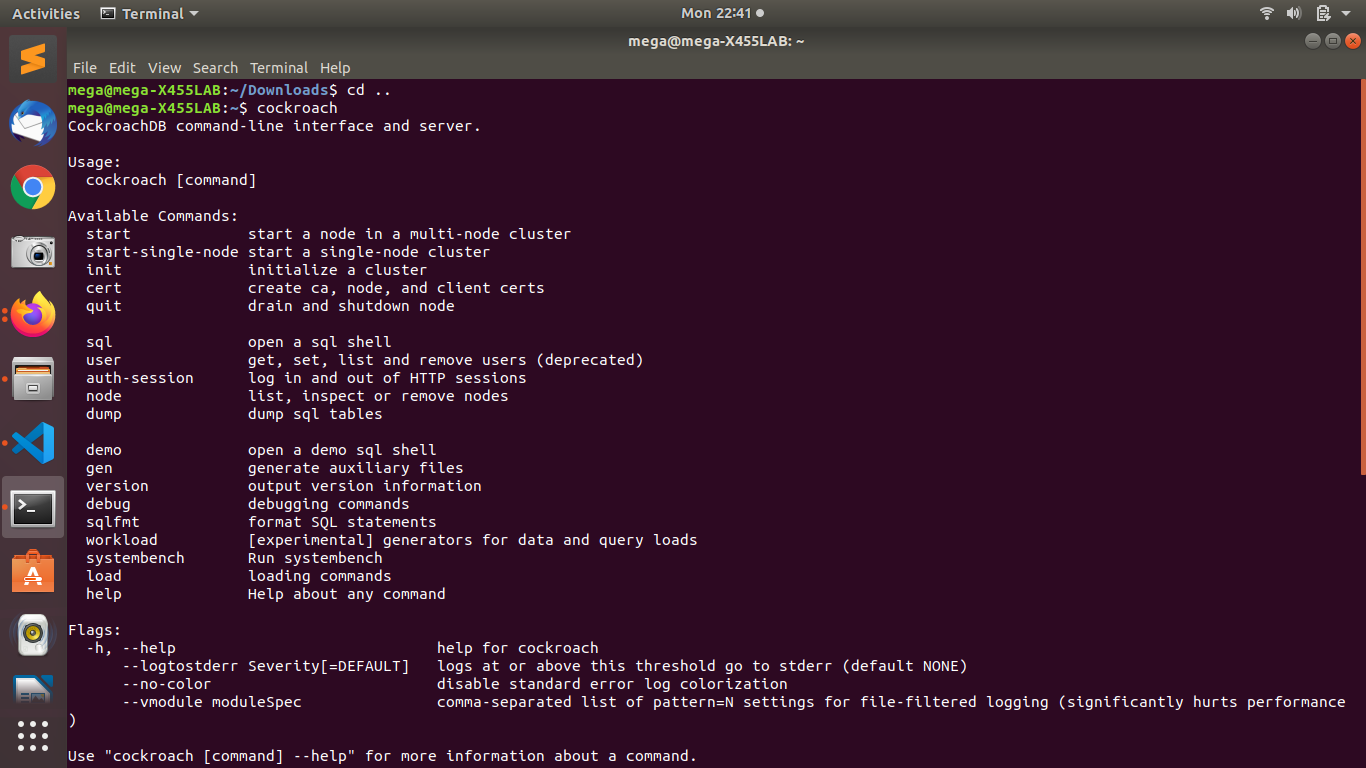 Activities Terminal Mon 22:41
mega@mega-X455LAB: ~
File Edit View Search Terminal Help
mega@mega-X455LAB:~/Downloads$ cd ..
mega@mega-X455LAB:~$ cockroach
CockroachDB command-line interface and server.
Usage:
cockroach [command]
Available Commands:
start start a node in a multi-node cluster
start-single-node start a single-node cluster
init initialize a cluster
cert create ca, node, and client certs
quit drain and shutdown node
sql open a sql shell
user get, set, list and remove users (deprecated)
auth-session log in and out of HTTP sessions
node list, inspect or remove nodes
dump dump sql tables
demo open a demo sql shell
gen generate auxiliary files
version output version information
debug debugging commands
sqlfmt format SQL statements
workload [experimental] generators for data and query loads
systembench Run systembench
load loading commands
help Help about any command
Flags:
-h, --help help for cockroach
--logtostderr Severity[=DEFAULT] logs at or above this threshold go to stderr (default NONE)
--no-color disable standard error log colorization
--vmodule moduleSpec comma-separated list of pattern=N settings for file-filtered logging (significantly hurts performance
)
Use "cockroach [command] --help" for more information about a command.